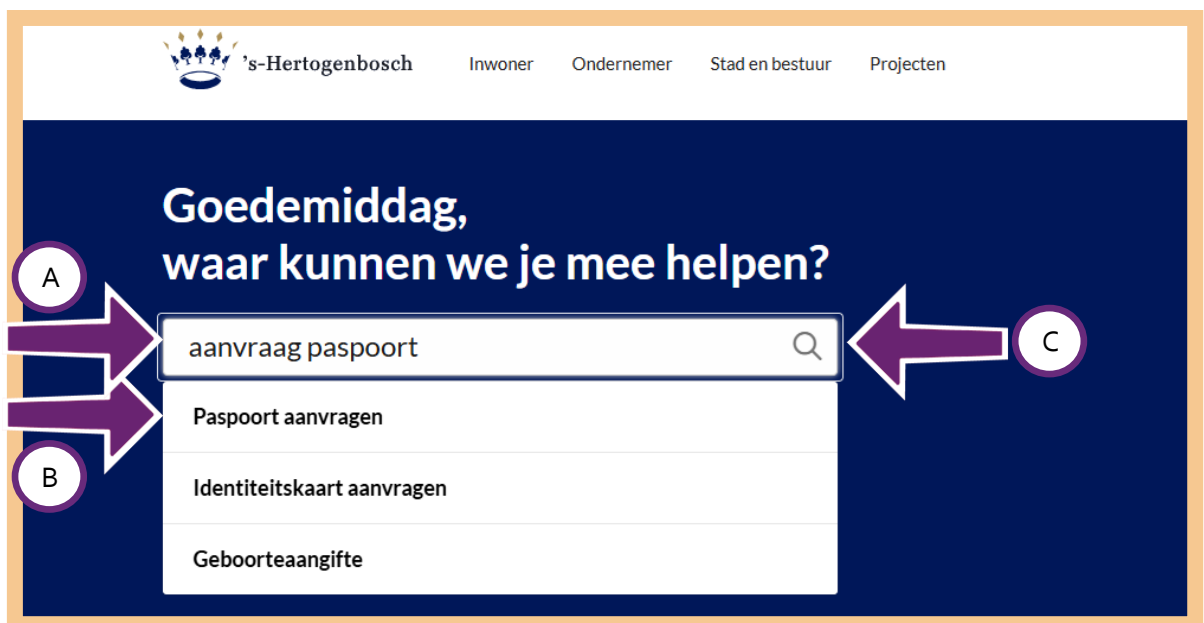 's-Hertogenbosch Inwoner Ondernemer Stad en bestuur Projecten
Goedemiddag,
waar kunnen we je mee helpen?
A
aanvraag paspoort
C
Paspoort aanvragen
B
Identiteitskaart aanvragen
Geboorteaangifte